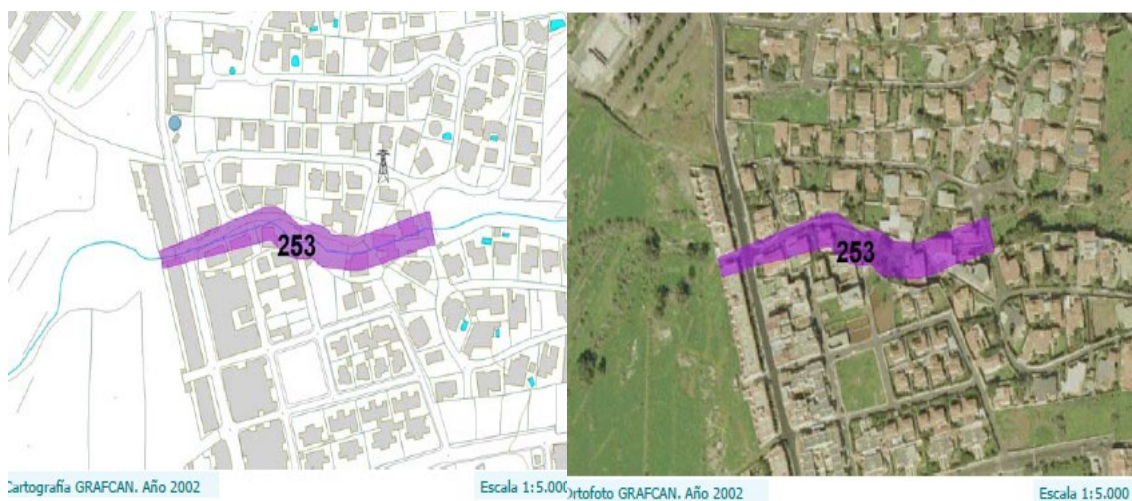 253
253
Cartografía GRAFCAN. Año 2002
Escala 1:5.000
Ortofoto GRAFCAN. Año 2002
Escala 1:5.000